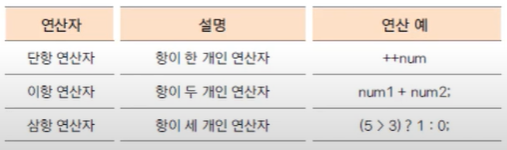 연산자 설명 연산 예
단항 연산자 항이 한 개인 연산자 ++num
이항 연산자 항이 두 개인 연산자 num1 + num2;
삼항 연산자 항이 세 개인 연산자 (5 > 3) ? 1 : 0;